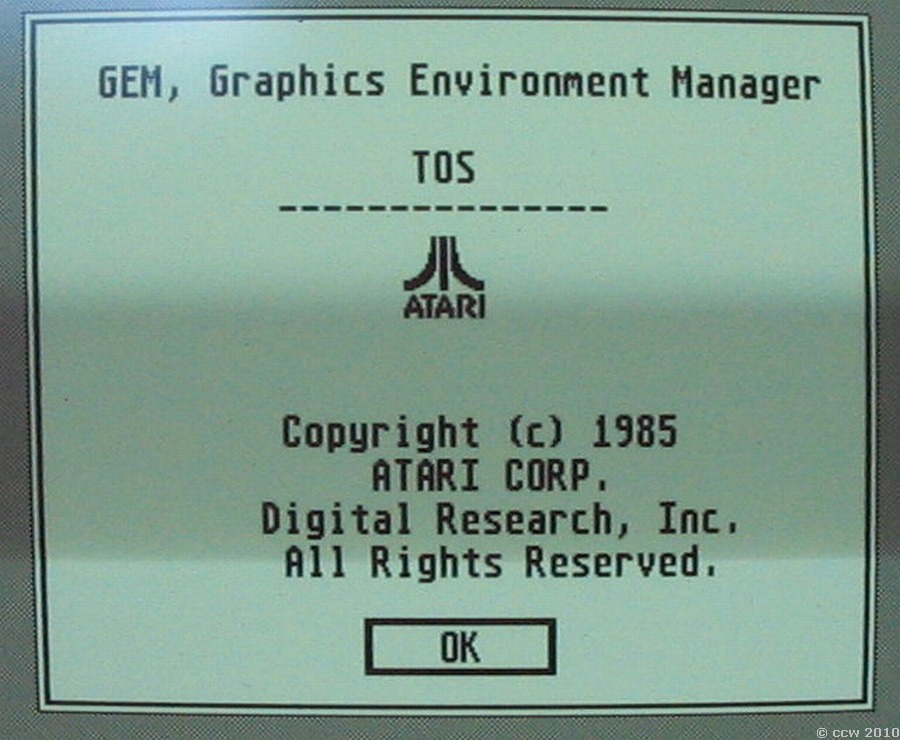 GEM, Graphics Environment Manager
TOS
---------------
ATARI
Copyright (c) 1985
ATARI CORP.
Digital Research, Inc.
All Rights Reserved.
OK
© ccw 2010